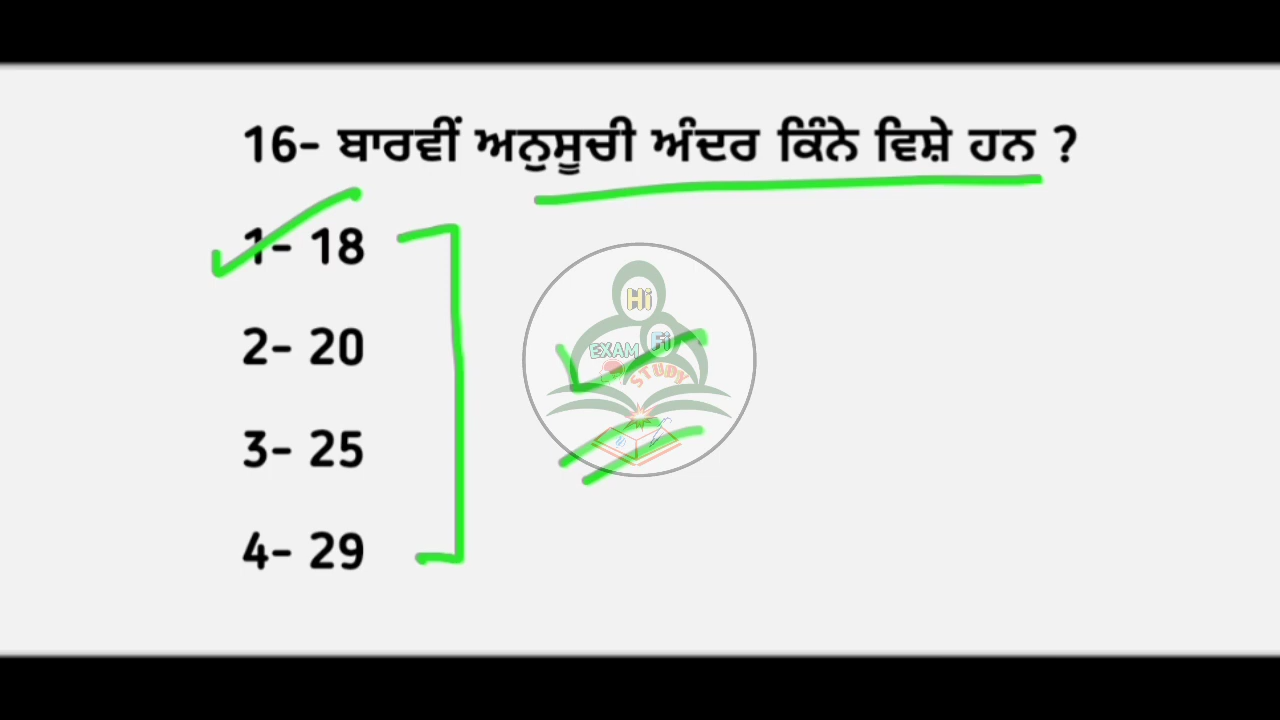 16- ਬਾਰਵੀਂ ਅਨੁਸੂਚੀ ਅੰਦਰ ਕਿੰਨੇ ਵਿਸ਼ੇ ਹਨ ?
1- 18
2- 20
3- 25
4- 29
Hi
Fi
EXAM
STUDY